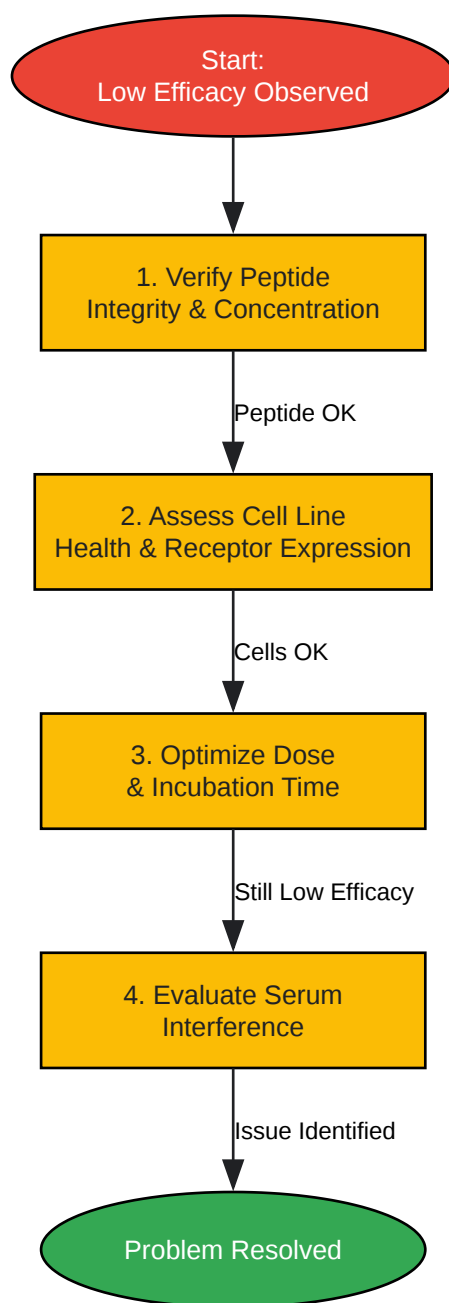 Start:
Low Efficacy Observed
1. Verify Peptide
Integrity & Concentration
Peptide OK
2. Assess Cell Line
Health & Receptor Expression
Cells OK
3. Optimize Dose
& Incubation Time
Still Low Efficacy
4. Evaluate Serum
Interference
Issue Identified
Problem Resolved